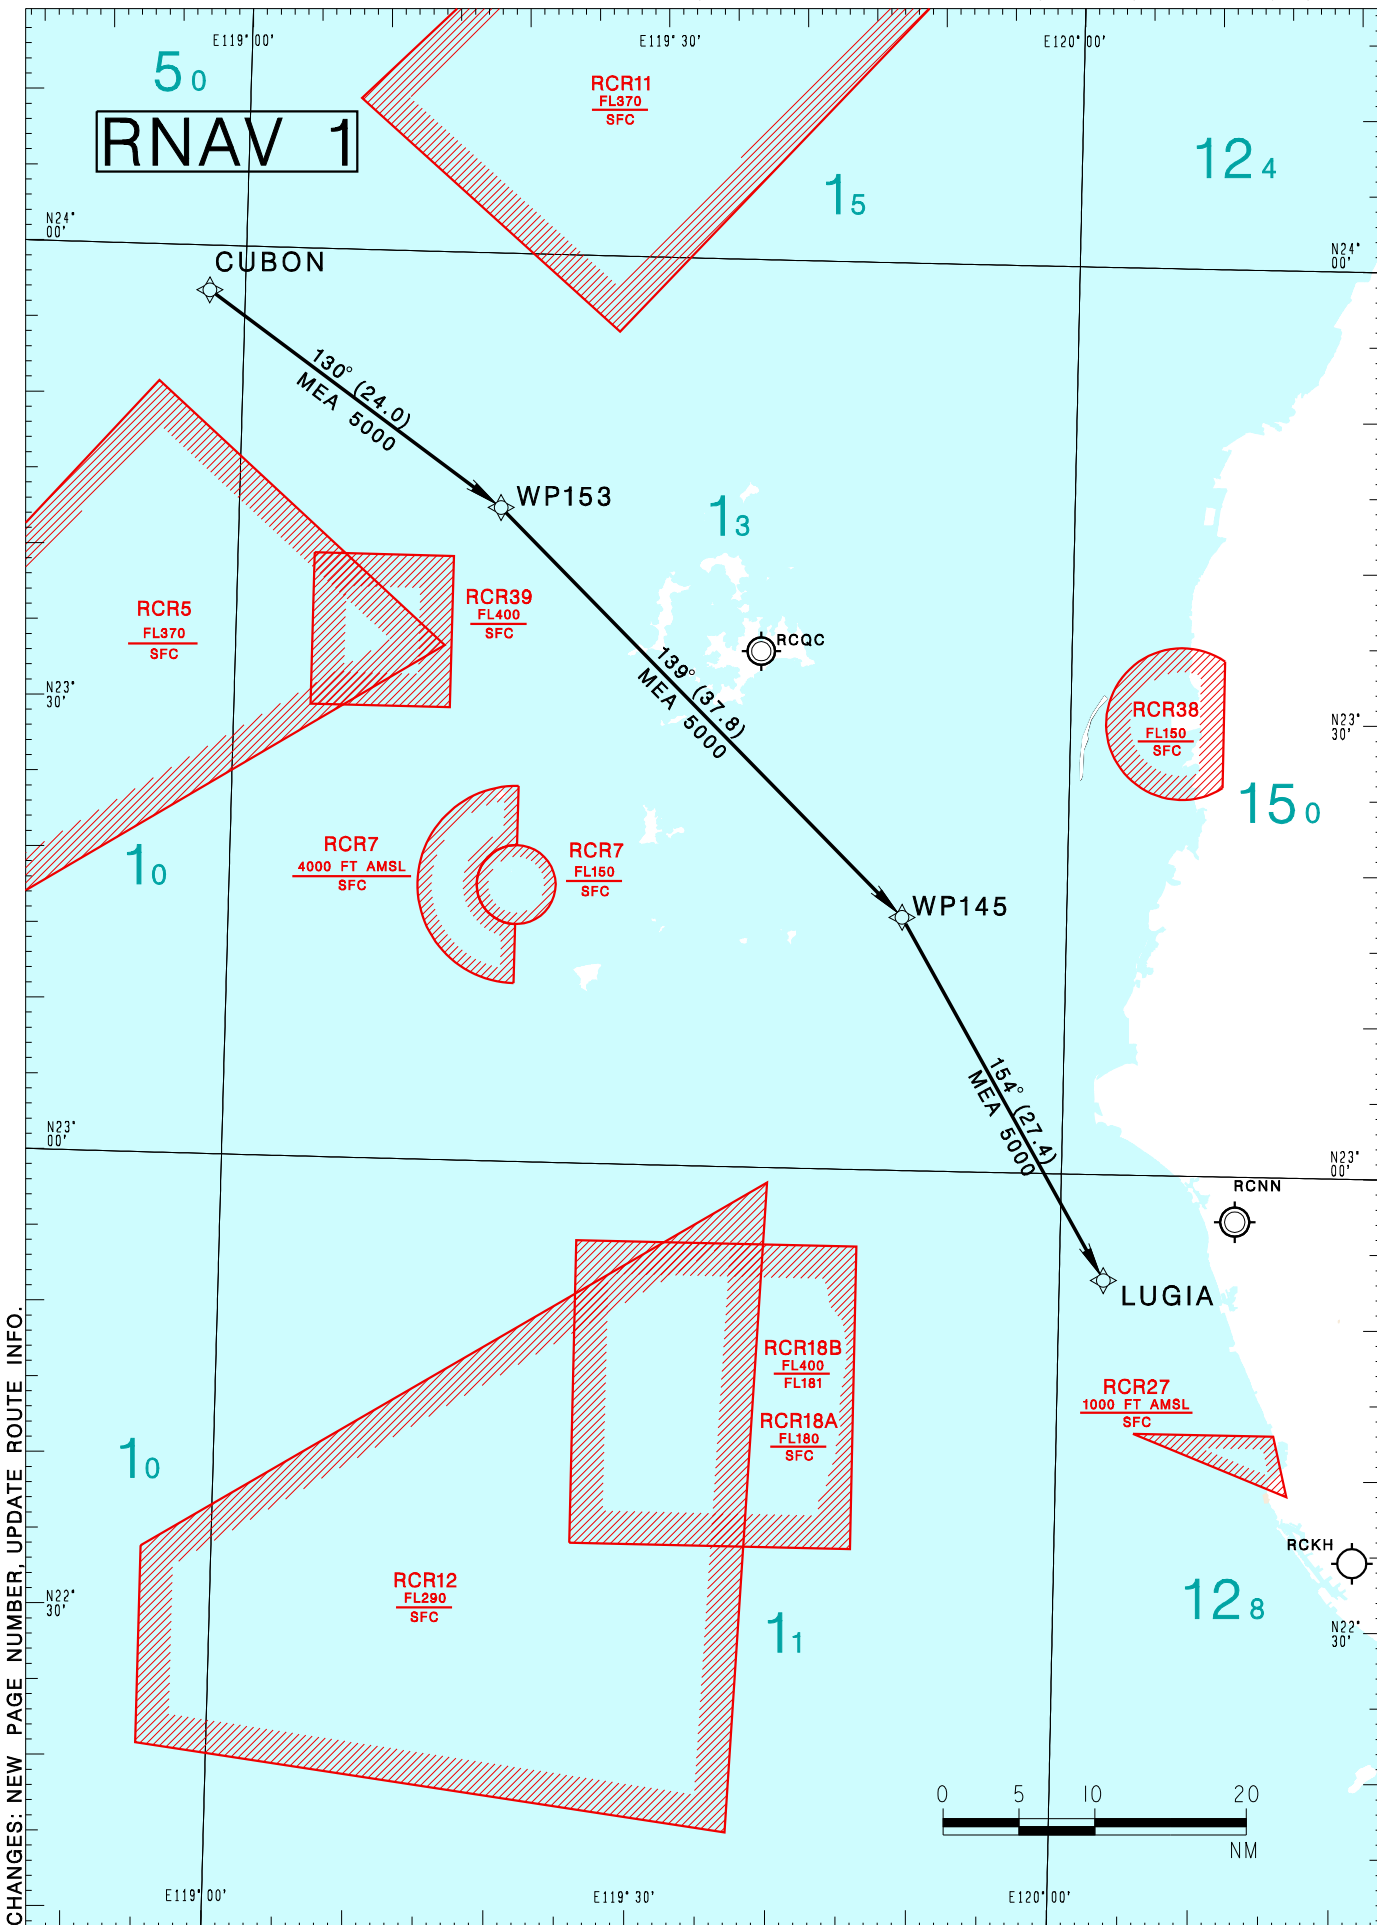 E119°00'
E119°30'
E120°00'
5 0
RNAV 1
RCR11
FL370
SFC
12 4
1 5
N24°
00'
N24°
00'
CUBON
130° (24.0)
MEA 5000
WP153
1 3
RCR5
FL370
SFC
RCR39
FL400
SFC
RCQC
139° (37.8)
MEA 5000
N23°
30'
RCR38
FL150
SFC
N23°
30'
15 0
1 0
RCR7
4000 FT AMSL
SFC
RCR7
FL150
SFC
WP145
154° (27.4)
MEA 5000
N23°
00'
N23°
00'
RCNN
LUGIA
RCR18B
FL400
FL181
RCR18A
FL180
SFC
RCR27
1000 FT AMSL
SFC
1 0
RCKH
RCR12
FL290
SFC
N22°
30'
12 8
1 1
N22°
30'
0 5 10 20
NM
E119°00'
E119°30'
E120°00'
CHANGES: NEW PAGE NUMBER, UPDATE ROUTE INFO.